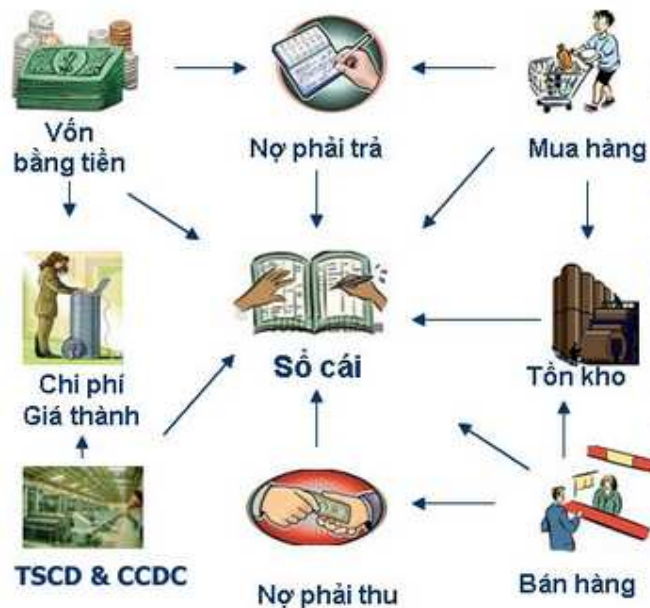 Vốn
bằng tiền
Nợ phải trả
Mua hàng
Chi phí
Giá thành
Sổ cái
Tồn kho
TSCD & CCDC
Nợ phải thu
Bán hàng